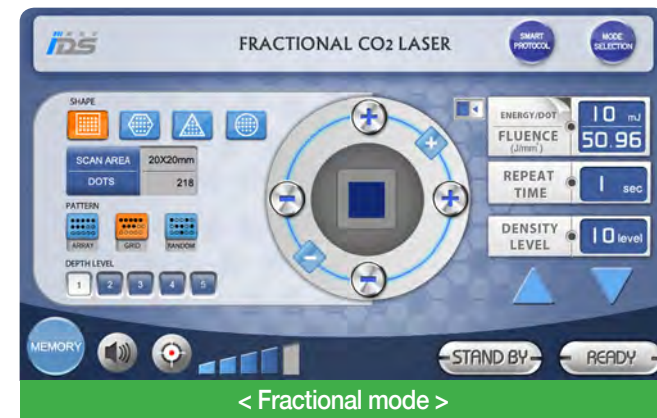 iDS
FRACTIONAL CO2 LASER
SMART PROTOCOL
MODE SELECTION
SHAPE
SCAN AREA 20X20mm
DOTS 218
PATTERN
ARRAY GRID RANDOM
DEPTH LEVEL
1 2 3 4 5
ENERGY/DOT 10 mJ
FLUENCE 50.96
(J/mm²)
REPEAT TIME 1 sec
DENSITY LEVEL 10 level
MEMORY
STAND BY READY
< Fractional mode >